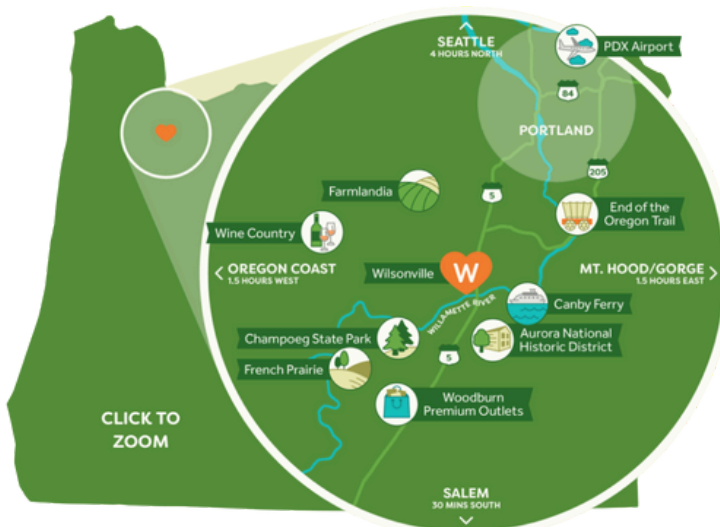 SEATTLE
4 HOURS NORTH
PDX Airport
84
PORTLAND
205
Farmlandia
5
End of the
Oregon Trail
Wine Country
OREGON COAST
1.5 HOURS WEST
Wilsonville
W
MT. HOOD/GORGE
1.5 HOURS EAST
WILLAMETTE RIVER
Canby Ferry
Champoeg State Park
Aurora National
Historic District
5
French Prairie
Woodburn
Premium Outlets
CLICK TO
ZOOM
SALEM
30 MINS SOUTH